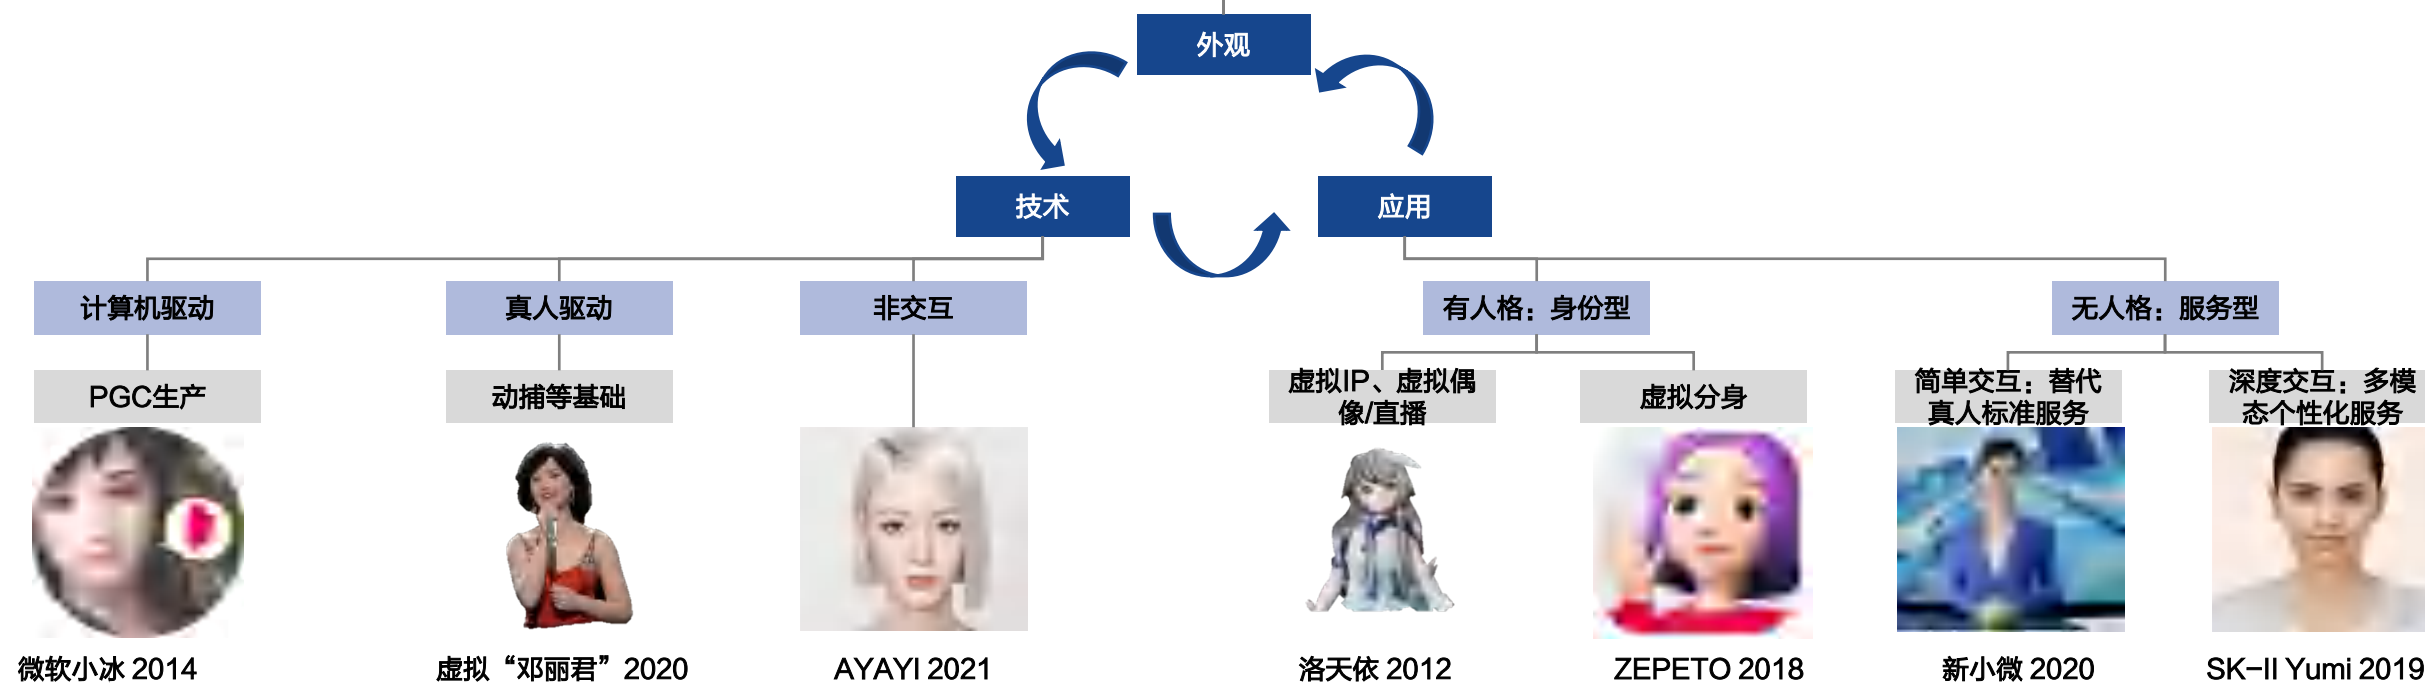 外观
技术
应用
计算机驱动
真人驱动
非交互
有人格：身份型
无人格：服务型
PGC生产
动捕等基础
虚拟IP、虚拟偶
像/直播
虚拟分身
简单交互：替代
真人标准服务
深度交互：多模
态个性化服务
微软小冰 2014
虚拟“邓丽君”2020
AYAYI 2021
洛天依 2012
ZEPETO 2018
新小微 2020
SK-II Yumi 2019